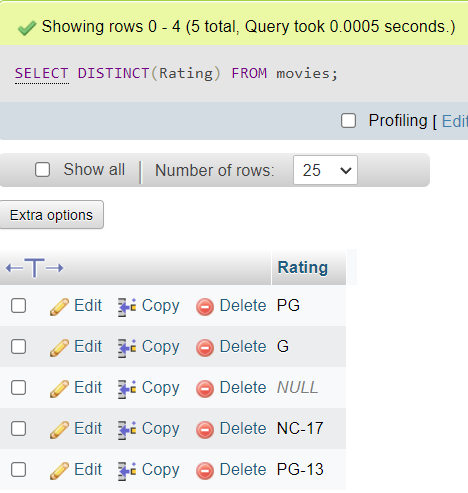 Showing rows 0 - 4 (5 total, Query took 0.0005 seconds.)
SELECT DISTINCT(Rating) FROM movies;
Profiling [ Edit
Show all Number of rows: 25
Extra options
Rating
Edit Copy Delete PG
Edit Copy Delete G
Edit Copy Delete NULL
Edit Copy Delete NC-17
Edit Copy Delete PG-13